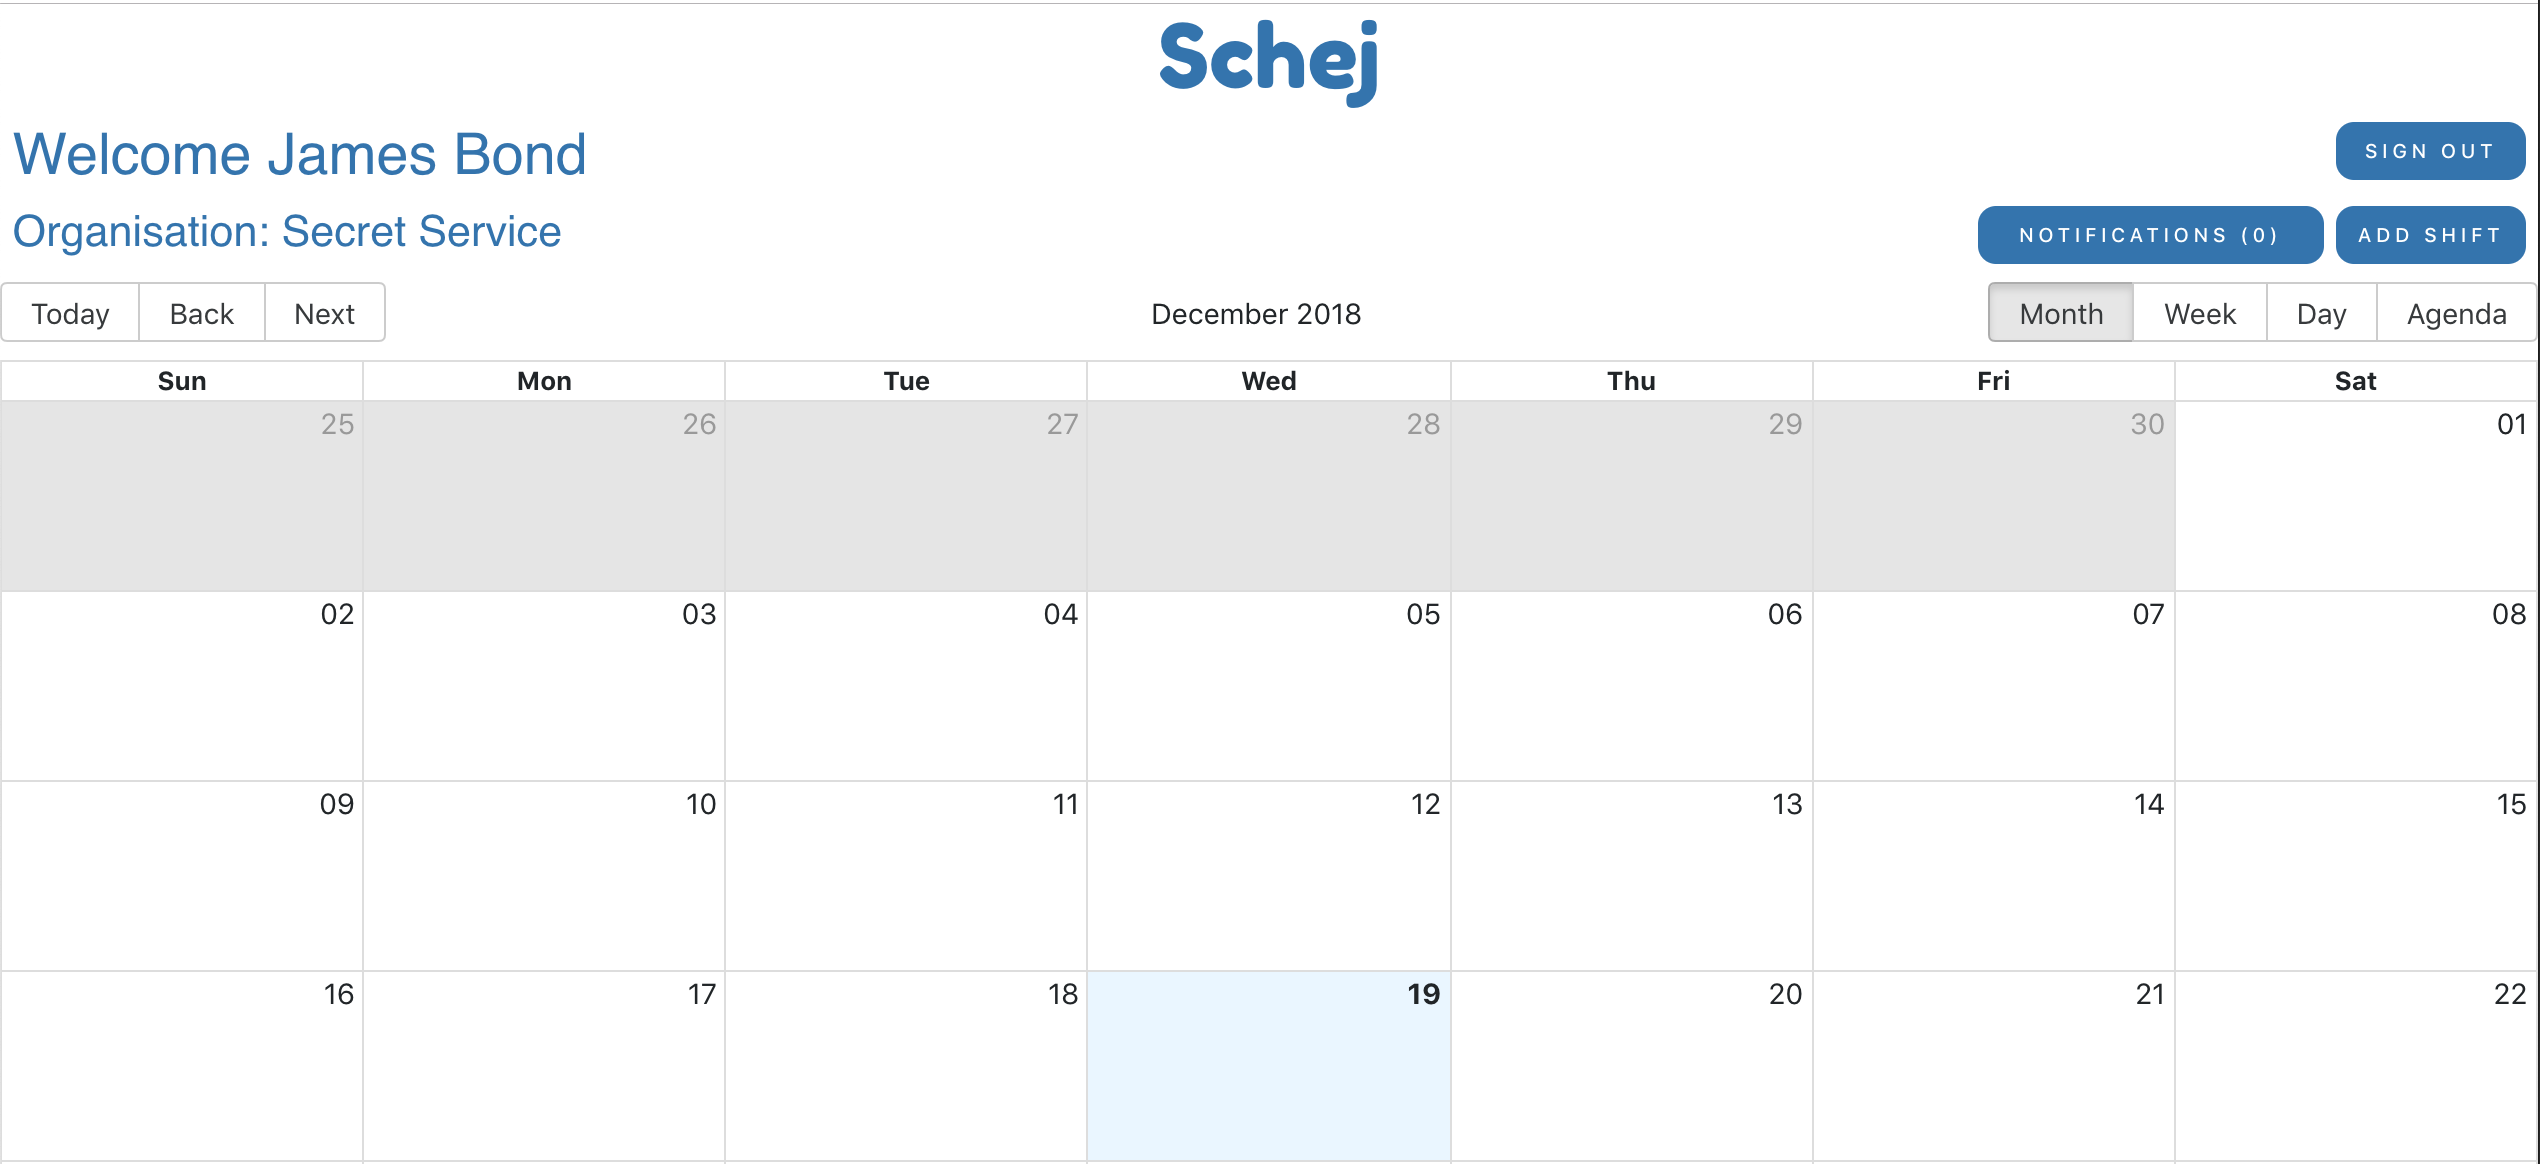 Schej
Welcome James Bond
SIGN OUT
Organisation: Secret Service
NOTIFICATIONS (0) ADD SHIFT
Today Back Next December 2018 Month Week Day Agenda
Sun Mon Tue Wed Thu Fri Sat
25 26 27 28 29 30 01
02 03 04 05 06 07 08
09 10 11 12 13 14 15
16 17 18 19 20 21 22